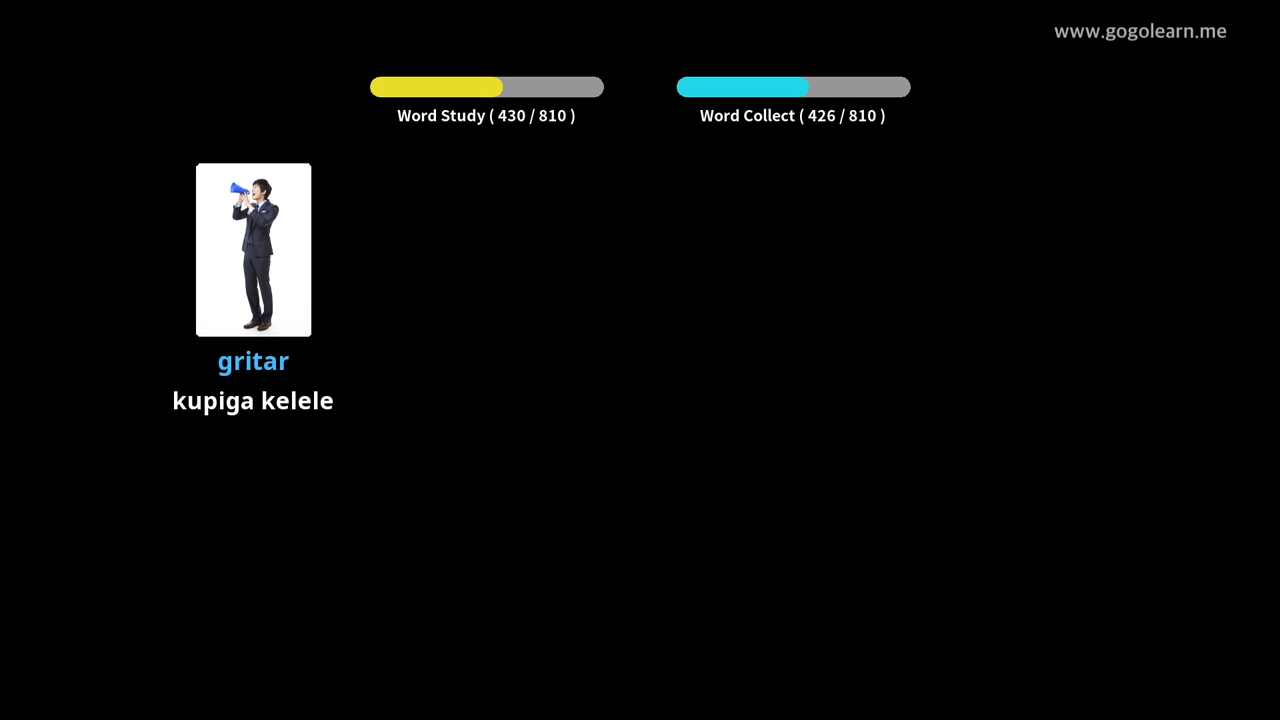 www.gogolearn.me
Word Study ( 430 / 810 )
Word Collect ( 426 / 810 )
gritar
kupiga kelele